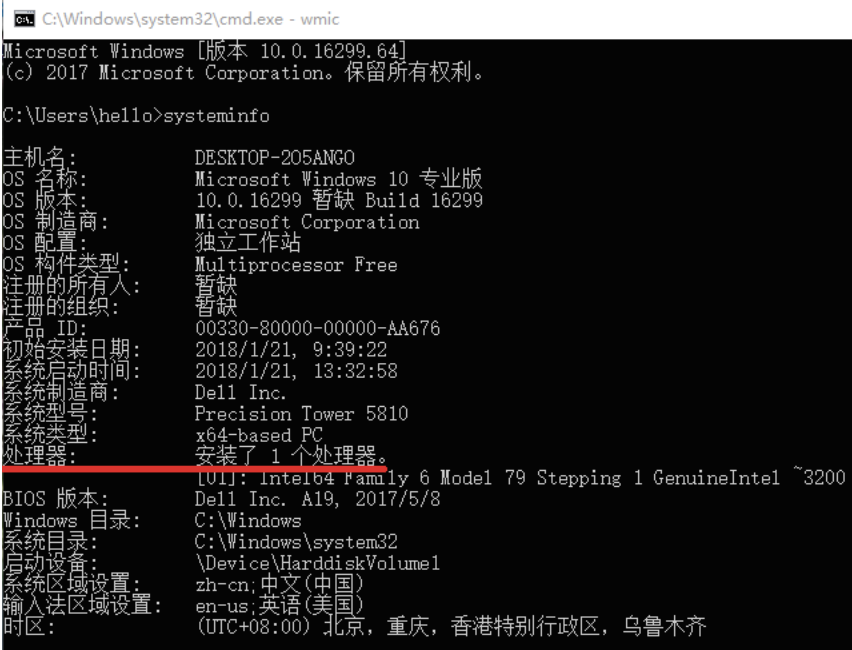 C:\Windows\system32\cmd.exe - wmic
Microsoft Windows [版本 10.0.16299.64]
(c) 2017 Microsoft Corporation。保留所有权利。
C:\Users\hello>systeminfo
主机名: DESKTOP-205ANGO
OS 名称: Microsoft Windows 10 专业版
OS 版本: 10.0.16299 暂缺 Build 16299
OS 制造商: Microsoft Corporation
OS 配置: 独立工作站
OS 构件类型: Multiprocessor Free
注册的所有人: 暂缺
注册的组织: 暂缺
产品 ID: 00330-80000-00000-AA676
初始安装日期: 2018/1/21, 9:39:22
系统启动时间: 2018/1/21, 13:32:58
系统制造商: Dell Inc.
系统型号: Precision Tower 5810
系统类型: x64-based PC
处理器: 安装了 1 个处理器。
[01]: Intel64 Family 6 Model 79 Stepping 1 GenuineIntel ~3200
BIOS 版本: Dell Inc. A19, 2017/5/8
Windows 目录: C:\Windows
系统目录: C:\Windows\system32
启动设备: \Device\HarddiskVolume1
系统区域设置: zh-cn;中文(中国)
输入法区域设置: en-us;英语(美国)
时区: (UTC+08:00) 北京，重庆，香港特别行政区，乌鲁木齐